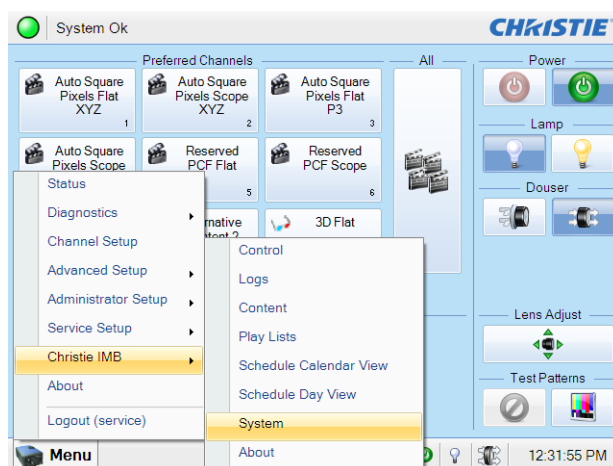 System Ok
CHRISTIE
Preferred Channels
All
Power
Auto Square
Pixels Flat
XYZ
1
Auto Square
Pixels Scope
XYZ
2
Auto Square
Pixels Flat
P3
3
Lamp
Auto Square
Pixels Scope
Reserved
PCF Flat
5
Reserved
PCF Scope
6
Douser
3D Flat
Status
Diagnostics
Channel Setup
Advanced Setup
Administrator Setup
Service Setup
Christie IMB
About
Logout (service)
Control
Logs
Content
Play Lists
Schedule Calendar View
Schedule Day View
System
About
Lens Adjust
Test Patterns
Menu
12:31:55 PM